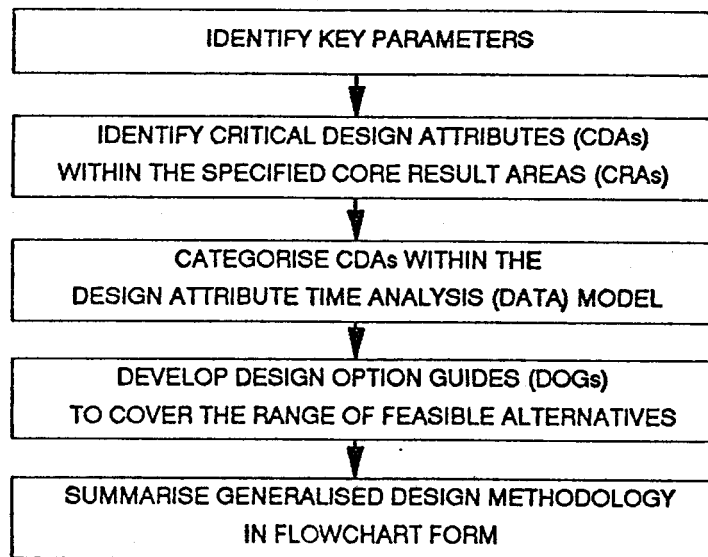 IDENTIFY KEY PARAMETERS
IDENTIFY CRITICAL DESIGN ATTRIBUTES (CDAs)
WITHIN THE SPECIFIED CORE RESULT AREAS (CRAs)
CATEGORISE CDAs WITHIN THE
DESIGN ATTRIBUTE TIME ANALYSIS (DATA) MODEL
DEVELOP DESIGN OPTION GUIDES (DOGs)
TO COVER THE RANGE OF FEASIBLE ALTERNATIVES
SUMMARISE GENERALISED DESIGN METHODOLOGY
IN FLOWCHART FORM